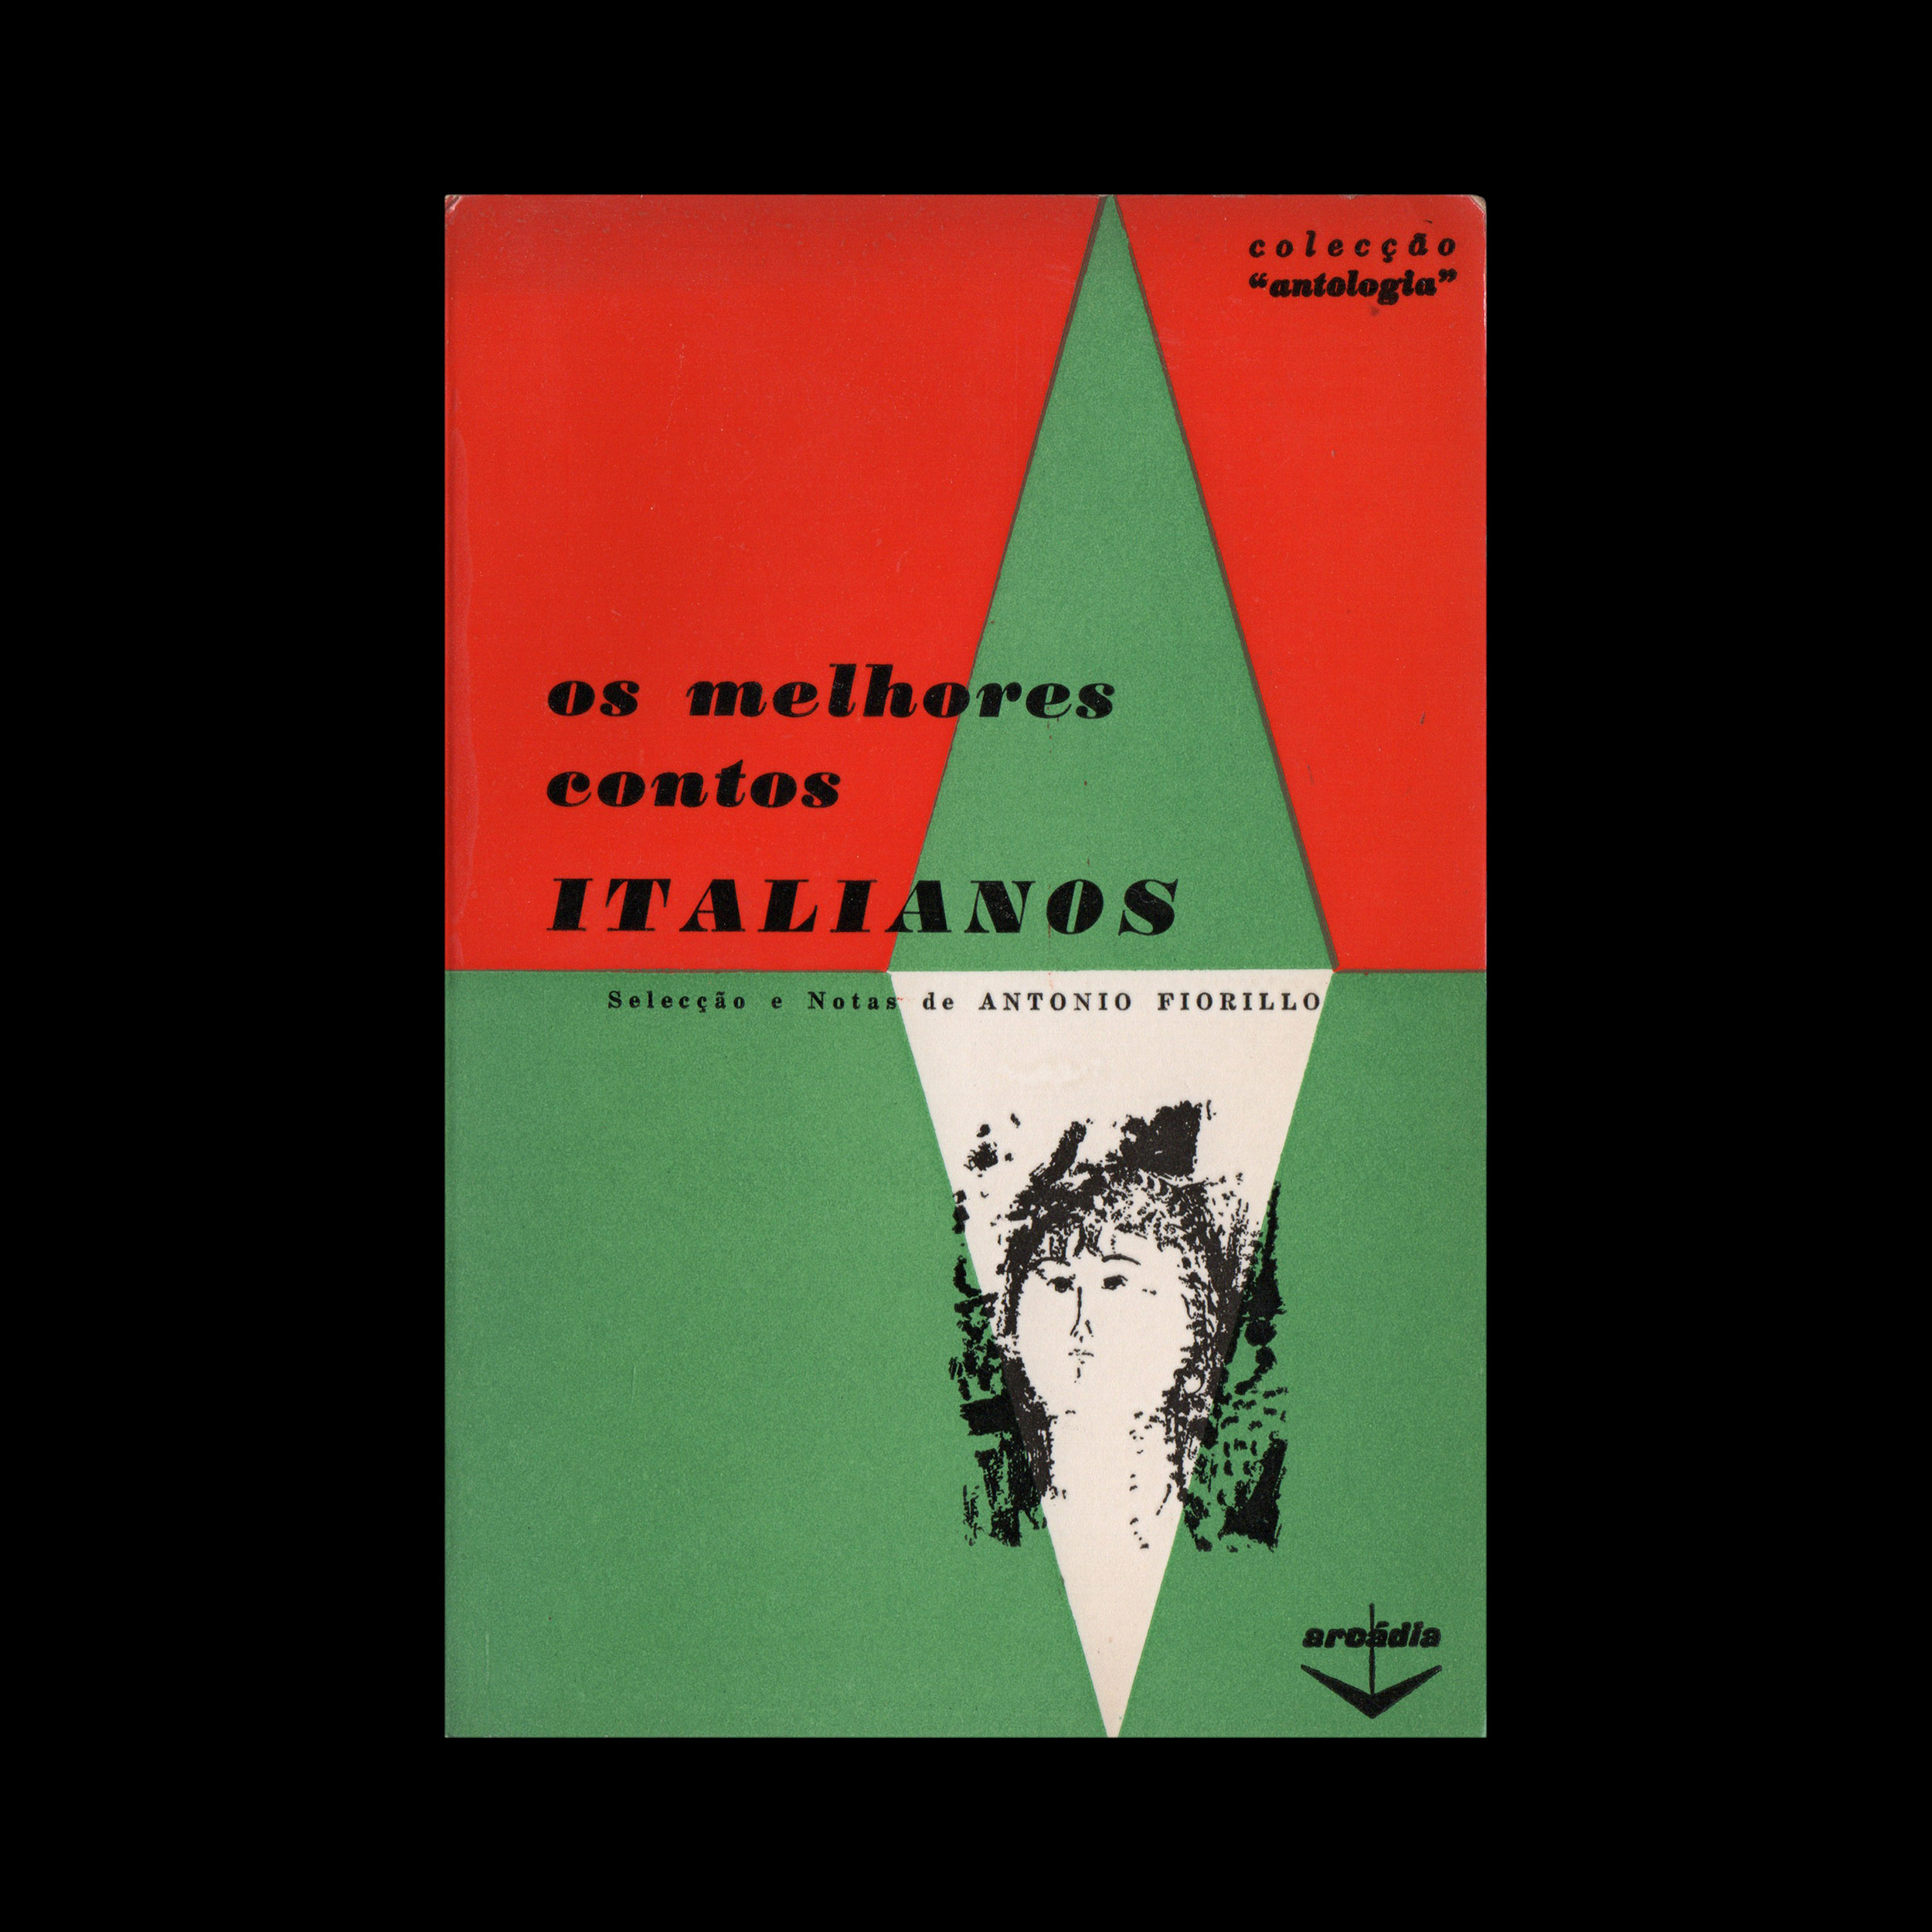 colecção
“antologia”
os melhores
contos
ITALIANOS
Selecção e Notas de ANTONIO FIORILLO
arcádia